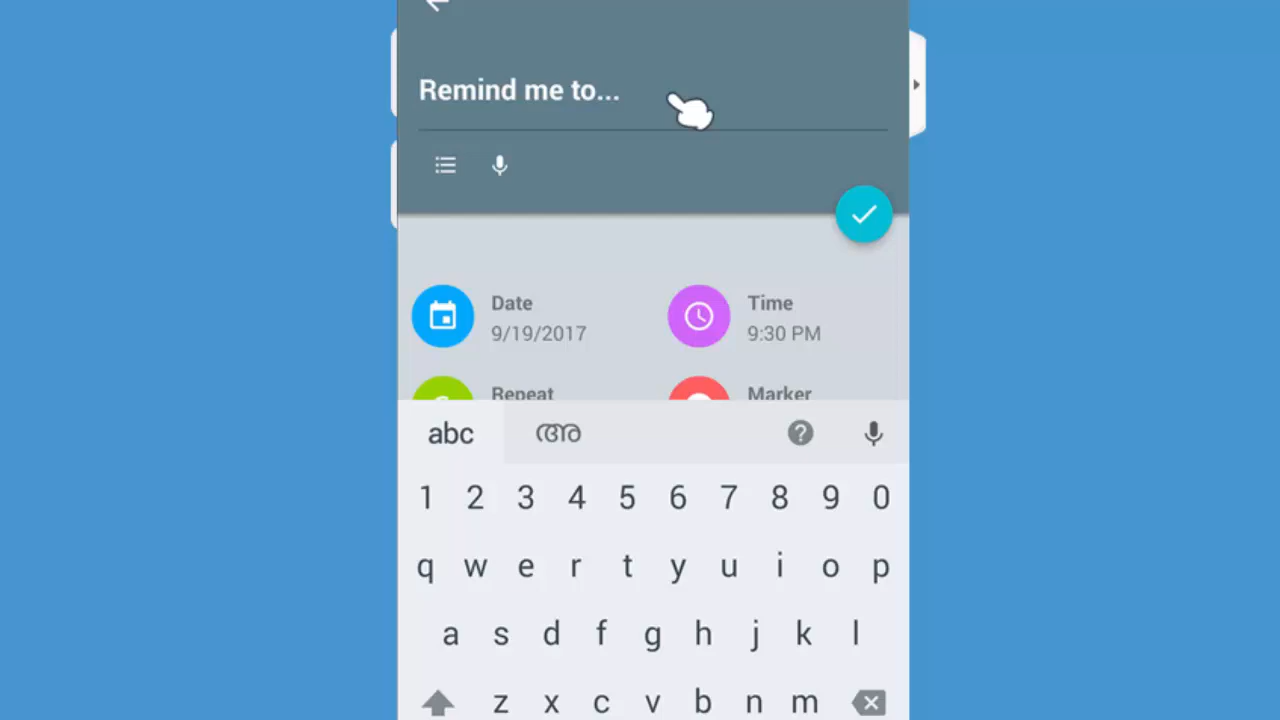 Remind me to...
Date
9/19/2017
Time
9:30 PM
Repeat
Marker
abc
അ
?
1 2 3 4 5 6 7 8 9 0
q w e r t y u i o p
a s d f g h j k l
z x c v b n m